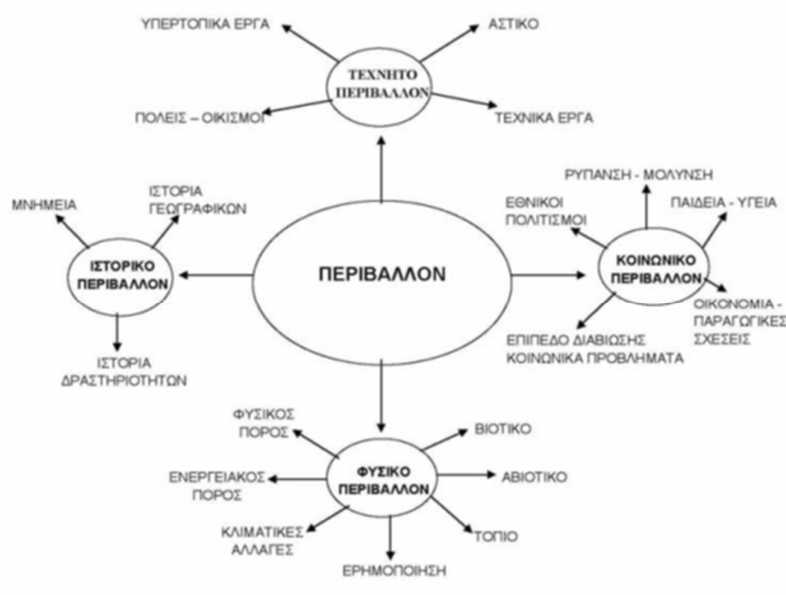 ΥΠΕΡΤΟΠΙΚΑ ΕΡΓΑ
ΑΣΤΙΚΟ
ΤΕΧΝΗΤΟ
ΠΕΡΙΒΑΛΛΟΝ
ΠΟΛΕΙΣ – ΟΙΚΙΣΜΟΙ
ΤΕΧΝΙΚΑ ΕΡΓΑ
ΜΝΗΜΕΙΑ
ΙΣΤΟΡΙΑ
ΓΕΩΓΡΑΦΙΚΩΝ
ΙΣΤΟΡΙΚΟ
ΠΕΡΙΒΑΛΛΟΝ
ΙΣΤΟΡΙΑ
ΔΡΑΣΤΗΡΙΟΤΗΤΩΝ
ΠΕΡΙΒΑΛΛΟΝ
ΡΥΠΑΝΣΗ - ΜΟΛΥΝΣΗ
ΕΘΝΙΚΟΙ
ΠΟΛΙΤΙΣΜΟΙ
ΠΑΙΔΕΙΑ - ΥΓΕΙΑ
ΚΟΙΝΩΝΙΚΟ
ΠΕΡΙΒΑΛΛΟΝ
ΟΙΚΟΝΟΜΙΑ -
ΠΑΡΑΓΩΓΙΚΕΣ
ΣΧΕΣΕΙΣ
ΕΠΙΠΕΔΟ ΔΙΑΒΙΩΣΗΣ
ΚΟΙΝΩΝΙΚΑ ΠΡΟΒΛΗΜΑΤΑ
ΦΥΣΙΚΟΣ
ΠΟΡΟΣ
ΒΙΟΤΙΚΟ
ΦΥΣΙΚΟ
ΠΕΡΙΒΑΛΛΟΝ
ΕΝΕΡΓΕΙΑΚΟΣ
ΠΟΡΟΣ
ΑΒΙΟΤΙΚΟ
ΚΛΙΜΑΤΙΚΕΣ
ΑΛΛΑΓΕΣ
ΤΟΠΙΟ
ΕΡΗΜΟΠΟΙΗΣΗ